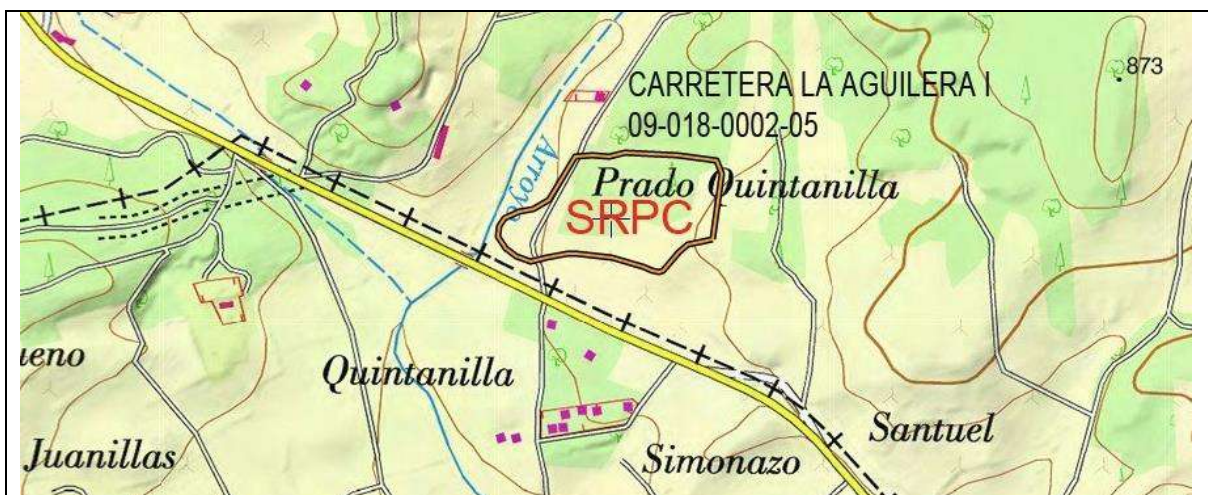 CARRETERA LA AGUILERA I
09-018-0002-05
873
Arroyo
Prado Quintanilla
SRPC
ueno
Quintanilla
Santuel
Juanillas
Simonazo